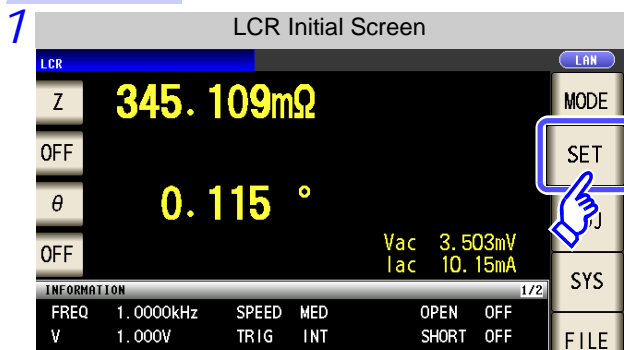 1
LCR Initial Screen
LCR
LAN
Z
345.109mΩ
MODE
OFF
SET
θ
0.115 °
OFF
Vac 3.503mV
Iac 10.15mA
SYS
INFORMATION
1/2
FREQ 1.0000kHz SPEED MED OPEN OFF
V 1.000V TRIG INT SHORT OFF
FILE